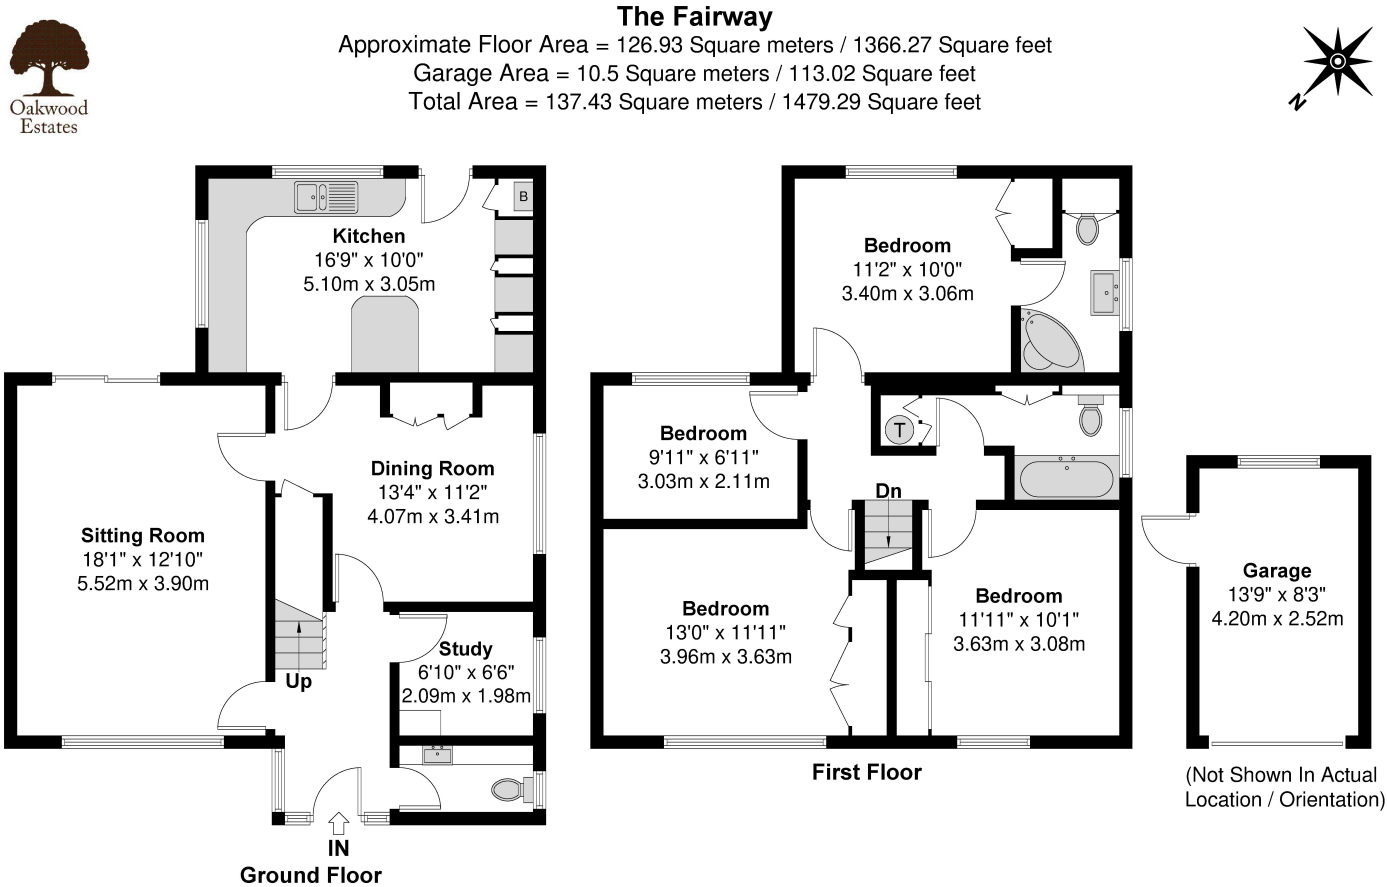 The Fairway
Approximate Floor Area = 126.93 Square meters / 1366.27 Square feet
Garage Area = 10.5 Square meters / 113.02 Square feet
Total Area = 137.43 Square meters / 1479.29 Square feet
Oakwood
Estates
N
B
Kitchen
16'9" x 10'0"
5.10m x 3.05m
Dining Room
13'4" x 11'2"
4.07m x 3.41m
Sitting Room
18'1" x 12'10"
5.52m x 3.90m
Study
6'10" x 6'6"
2.09m x 1.98m
Up
IN
Ground Floor
Bedroom
11'2" x 10'0"
3.40m x 3.06m
Bedroom
9'11" x 6'11"
3.03m x 2.11m
T
Dn
Bedroom
13'0" x 11'11"
3.96m x 3.63m
Bedroom
11'11" x 10'1"
3.63m x 3.08m
First Floor
Garage
13'9" x 8'3"
4.20m x 2.52m
(Not Shown In Actual
Location / Orientation)